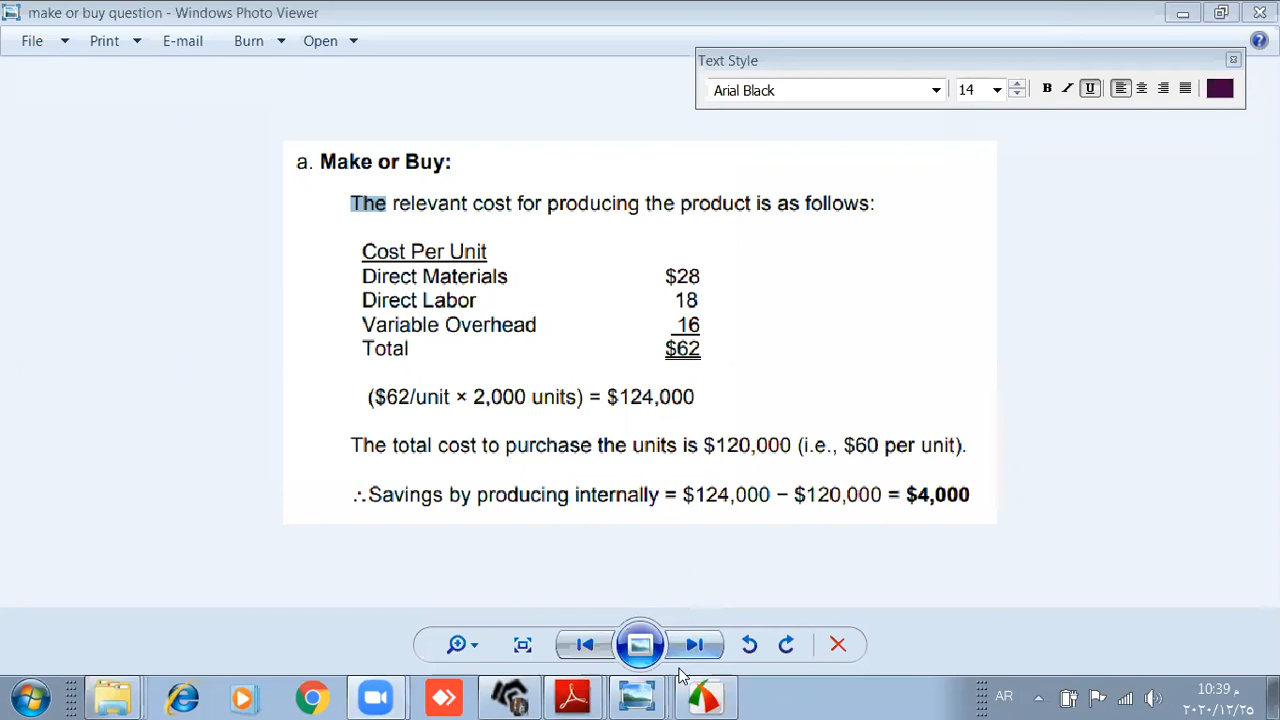 make or buy question - Windows Photo Viewer
File Print E-mail Burn Open
Text Style
Arial Black 14 B I U
a. Make or Buy:
The relevant cost for producing the product is as follows:
Cost Per Unit
Direct Materials $28
Direct Labor 18
Variable Overhead 16
Total $62
($62/unit × 2,000 units) = $124,000
The total cost to purchase the units is $120,000 (i.e., $60 per unit).
∴Savings by producing internally = $124,000 − $120,000 = $4,000
AR
10:39 م
٢٠٢٠/١٢/٢٥